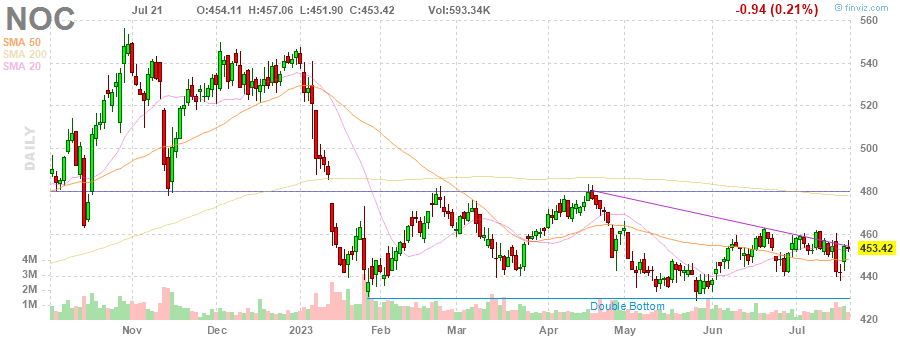 NOC Jul 21 O:454.11 H:457.06 L:451.90 C:453.42 Vol:593.34K -0.94 (0.21%) © finviz.com
SMA 50
SMA 200
SMA 20
DAILY
560
540
520
500
480
460
453.42
440
420
4M
3M
2M
1M
Double Bottom
Nov Dec 2023 Feb Mar Apr May Jun Jul